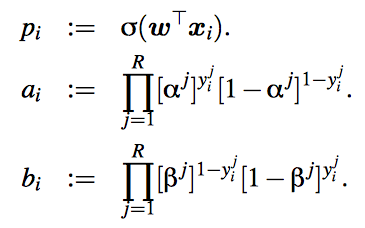 p_i := σ(w^⊤ x_i).
a_i := ∏_{j=1}^{R} [α^j]^{y_i^j} [1 − α^j]^{1−y_i^j}.
b_i := ∏_{j=1}^{R} [β^j]^{1−y_i^j} [1 − β^j]^{y_i^j}.